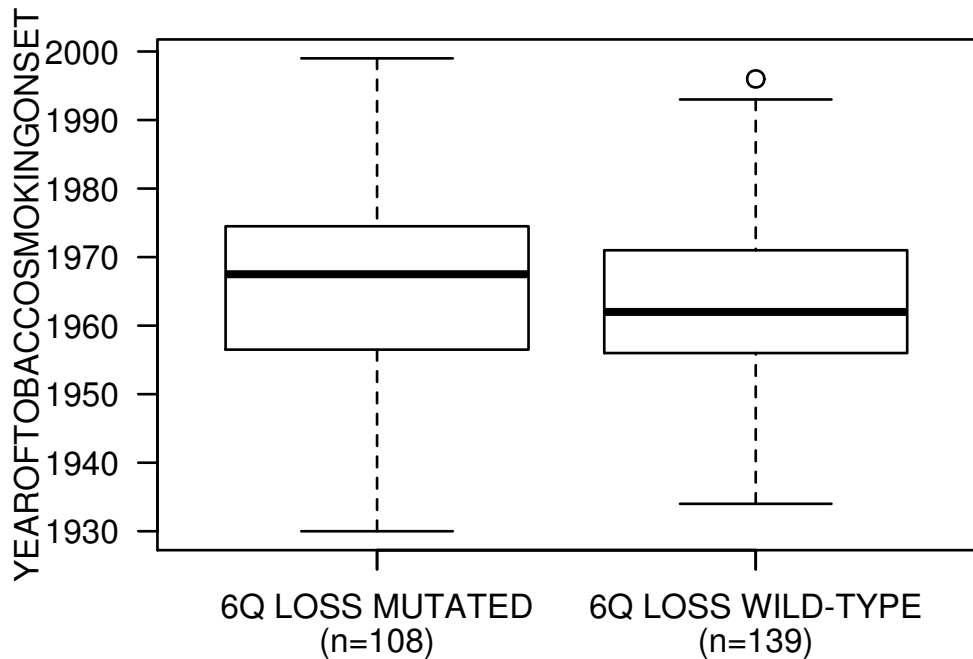 YEAROFTOBACCOSMOKINGONSET
2000
1990
1980
1970
1960
1950
1940
1930
6Q LOSS MUTATED
(n=108)
6Q LOSS WILD-TYPE
(n=139)